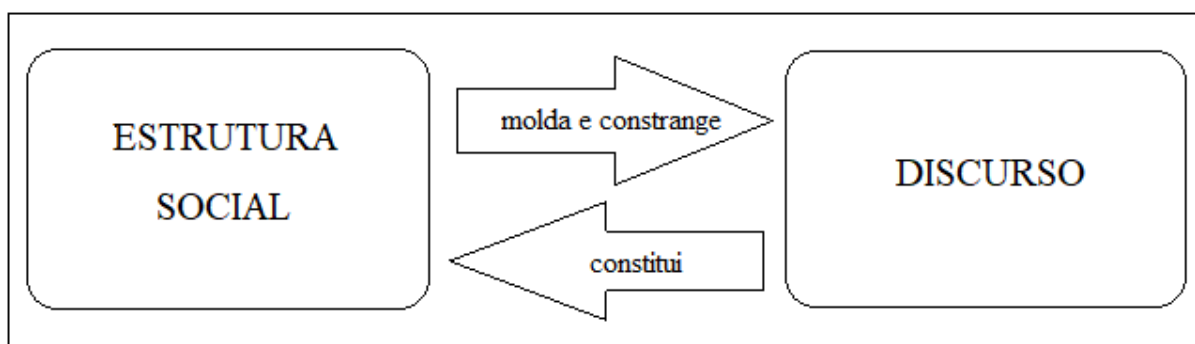 ESTRUTURA
SOCIAL
molda e constrange
constitui
DISCURSO